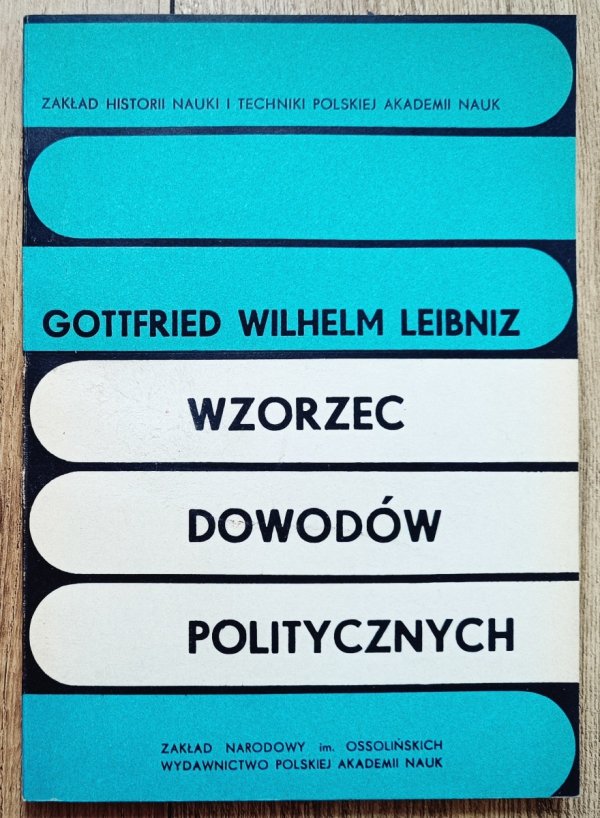 ZAKŁAD HISTORII NAUKI I TECHNIKI POLSKIEJ AKADEMII NAUK
GOTTFRIED WILHELM LEIBNIZ
WZORZEC
DOWODÓW
POLITYCZNYCH
ZAKŁAD NARODOWY im. OSSOLIŃSKICH
WYDAWNICTWO POLSKIEJ AKADEMII NAUK